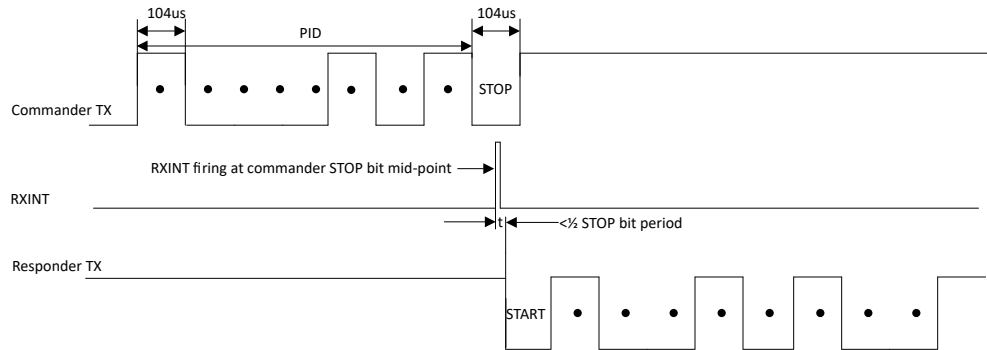 104us
104us
PID
STOP
Commander TX
RXINT firing at commander STOP bit mid-point
RXINT
t
<½ STOP bit period
Responder TX
START